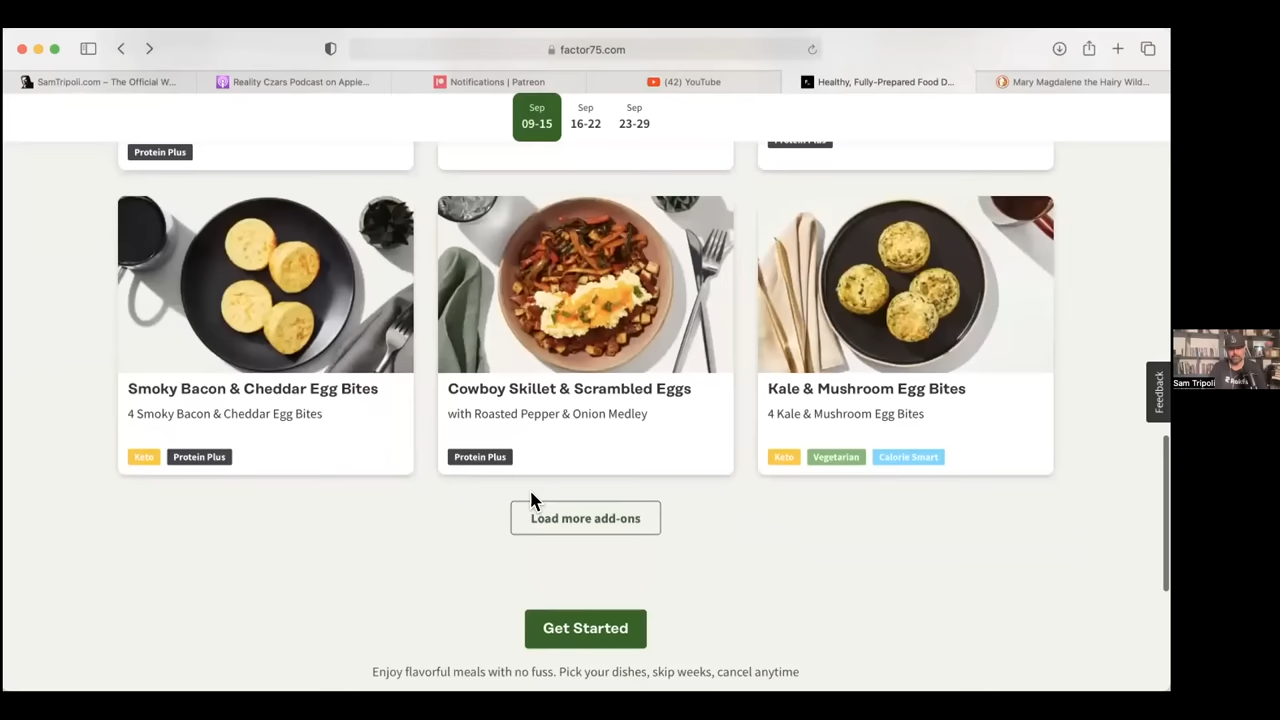 factor75.com
SamTripoli.com – The Official W...
Reality Czars Podcast on Apple...
Notifications | Patreon
(42) YouTube
Healthy, Fully-Prepared Food D...
Mary Magdalene the Hairy Wild...
Sep
09-15
Sep
16-22
Sep
23-29
Protein Plus
Protein Plus
Smoky Bacon & Cheddar Egg Bites
4 Smoky Bacon & Cheddar Egg Bites
Keto
Protein Plus
Cowboy Skillet & Scrambled Eggs
with Roasted Pepper & Onion Medley
Protein Plus
Kale & Mushroom Egg Bites
4 Kale & Mushroom Egg Bites
Keto
Vegetarian
Calorie Smart
Load more add-ons
Get Started
Enjoy flavorful meals with no fuss. Pick your dishes, skip weeks, cancel anytime
Feedback
Sam Tripoli